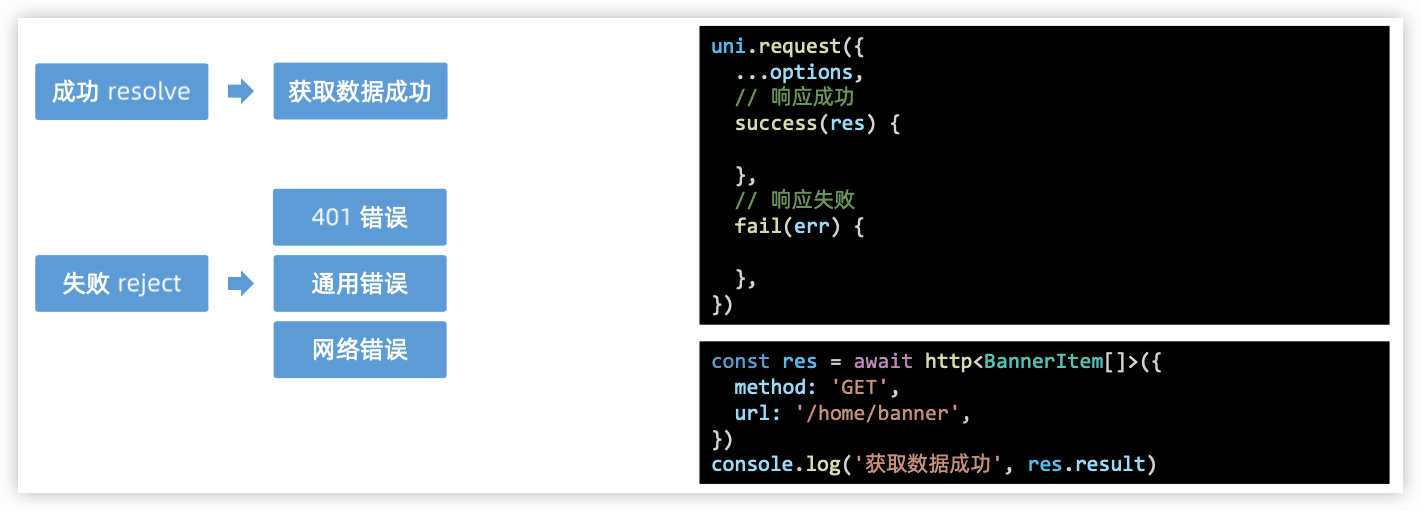 成功 resolve
获取数据成功
401 错误
失败 reject
通用错误
网络错误
uni.request({
  ...options,
  // 响应成功
  success(res) {

  },
  // 响应失败
  fail(err) {

  },
})
const res = await http<BannerItem[]>({
  method: 'GET',
  url: '/home/banner',
})
console.log('获取数据成功', res.result)